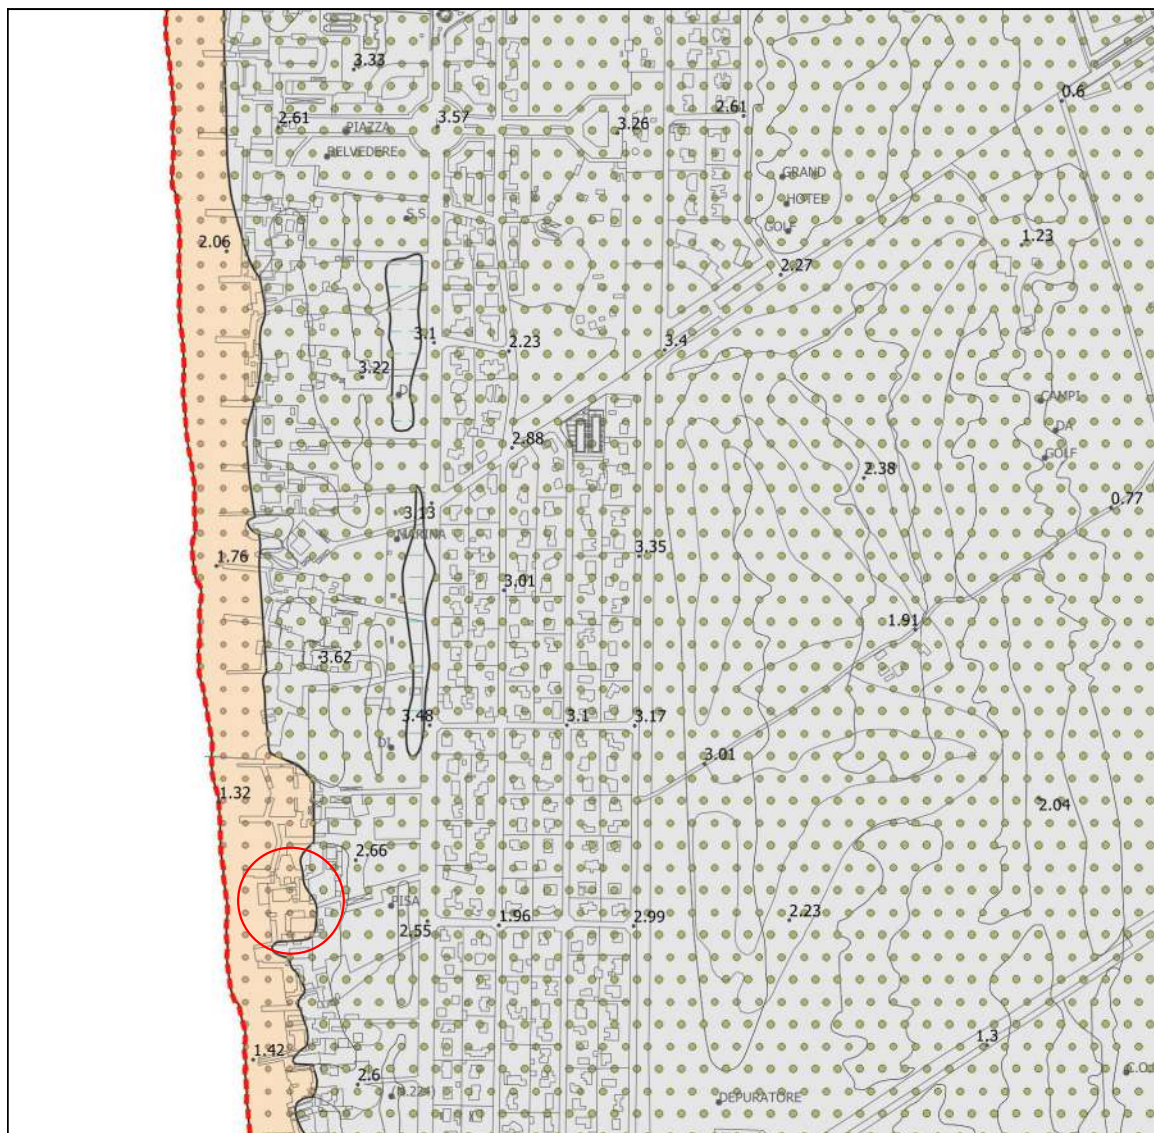 3.33
0.6
2.61
3.57
3.26
2.61
PIAZZA
BELVEDERE
GRAND
HOTEL
GOLF
S.S
2.06
1.23
2.27
3.1
2.23
3.4
3.22
D
CAMPI
DA
GOLF
2.88
2.38
0.77
3.13
MARINA
1.76
3.35
3.01
1.91
3.62
3.48
3.1
3.17
DI
3.01
1.32
2.04
2.66
PISA
2.55
1.96
2.99
2.23
1.42
1.3
2.6
(N.224)
DEPURATORE